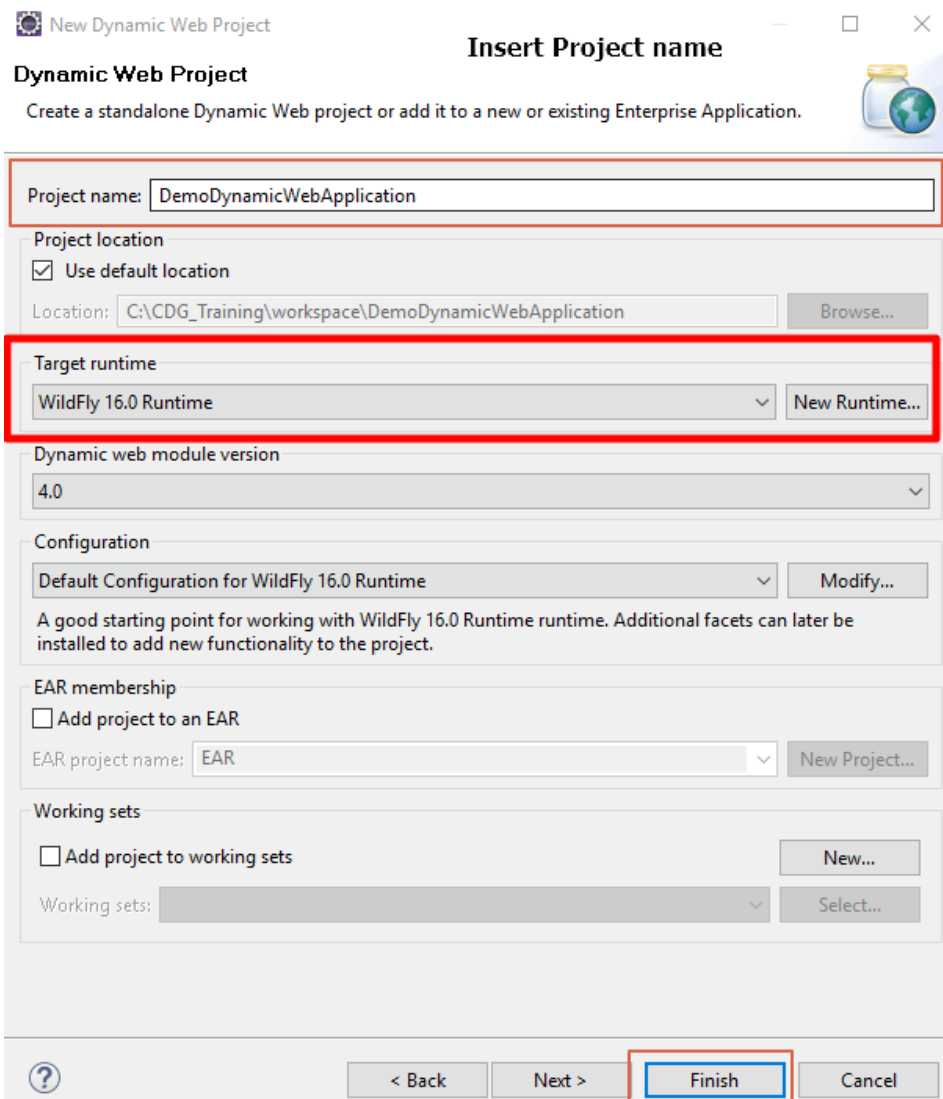 New Dynamic Web Project
Insert Project name
Dynamic Web Project
Create a standalone Dynamic Web project or add it to a new or existing Enterprise Application.
Project name: DemoDynamicWebApplication
Project location
Use default location
Location: C:\CDG_Training\workspace\DemoDynamicWebApplication Browse...
Target runtime
WildFly 16.0 Runtime New Runtime...
Dynamic web module version
4.0
Configuration
Default Configuration for WildFly 16.0 Runtime Modify...
A good starting point for working with WildFly 16.0 Runtime runtime. Additional facets can later be
installed to add new functionality to the project.
EAR membership
Add project to an EAR
EAR project name: EAR New Project...
Working sets
Add project to working sets New...
Working sets: Select...
? < Back Next > Finish Cancel